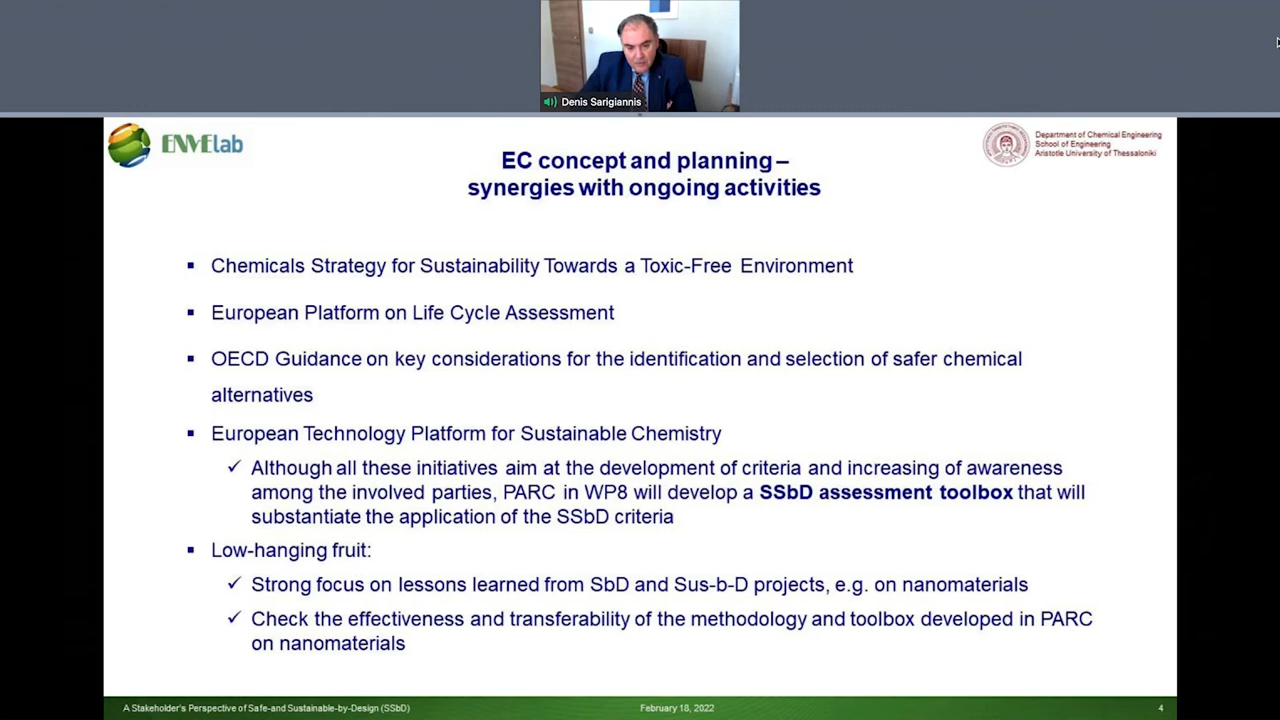 Denis Sarigiannis
ENVElab
Department of Chemical Engineering
School of Engineering
Aristotle University of Thessaloniki
EC concept and planning –
synergies with ongoing activities
▪ Chemicals Strategy for Sustainability Towards a Toxic-Free Environment
▪ European Platform on Life Cycle Assessment
▪ OECD Guidance on key considerations for the identification and selection of safer chemical
alternatives
▪ European Technology Platform for Sustainable Chemistry
✓ Although all these initiatives aim at the development of criteria and increasing of awareness
among the involved parties, PARC in WP8 will develop a SSbD assessment toolbox that will
substantiate the application of the SSbD criteria
▪ Low-hanging fruit:
✓ Strong focus on lessons learned from SbD and Sus-b-D projects, e.g. on nanomaterials
✓ Check the effectiveness and transferability of the methodology and toolbox developed in PARC
on nanomaterials
A Stakeholder's Perspective of Safe-and Sustainable-by-Design (SSbD)
February 18, 2022
4